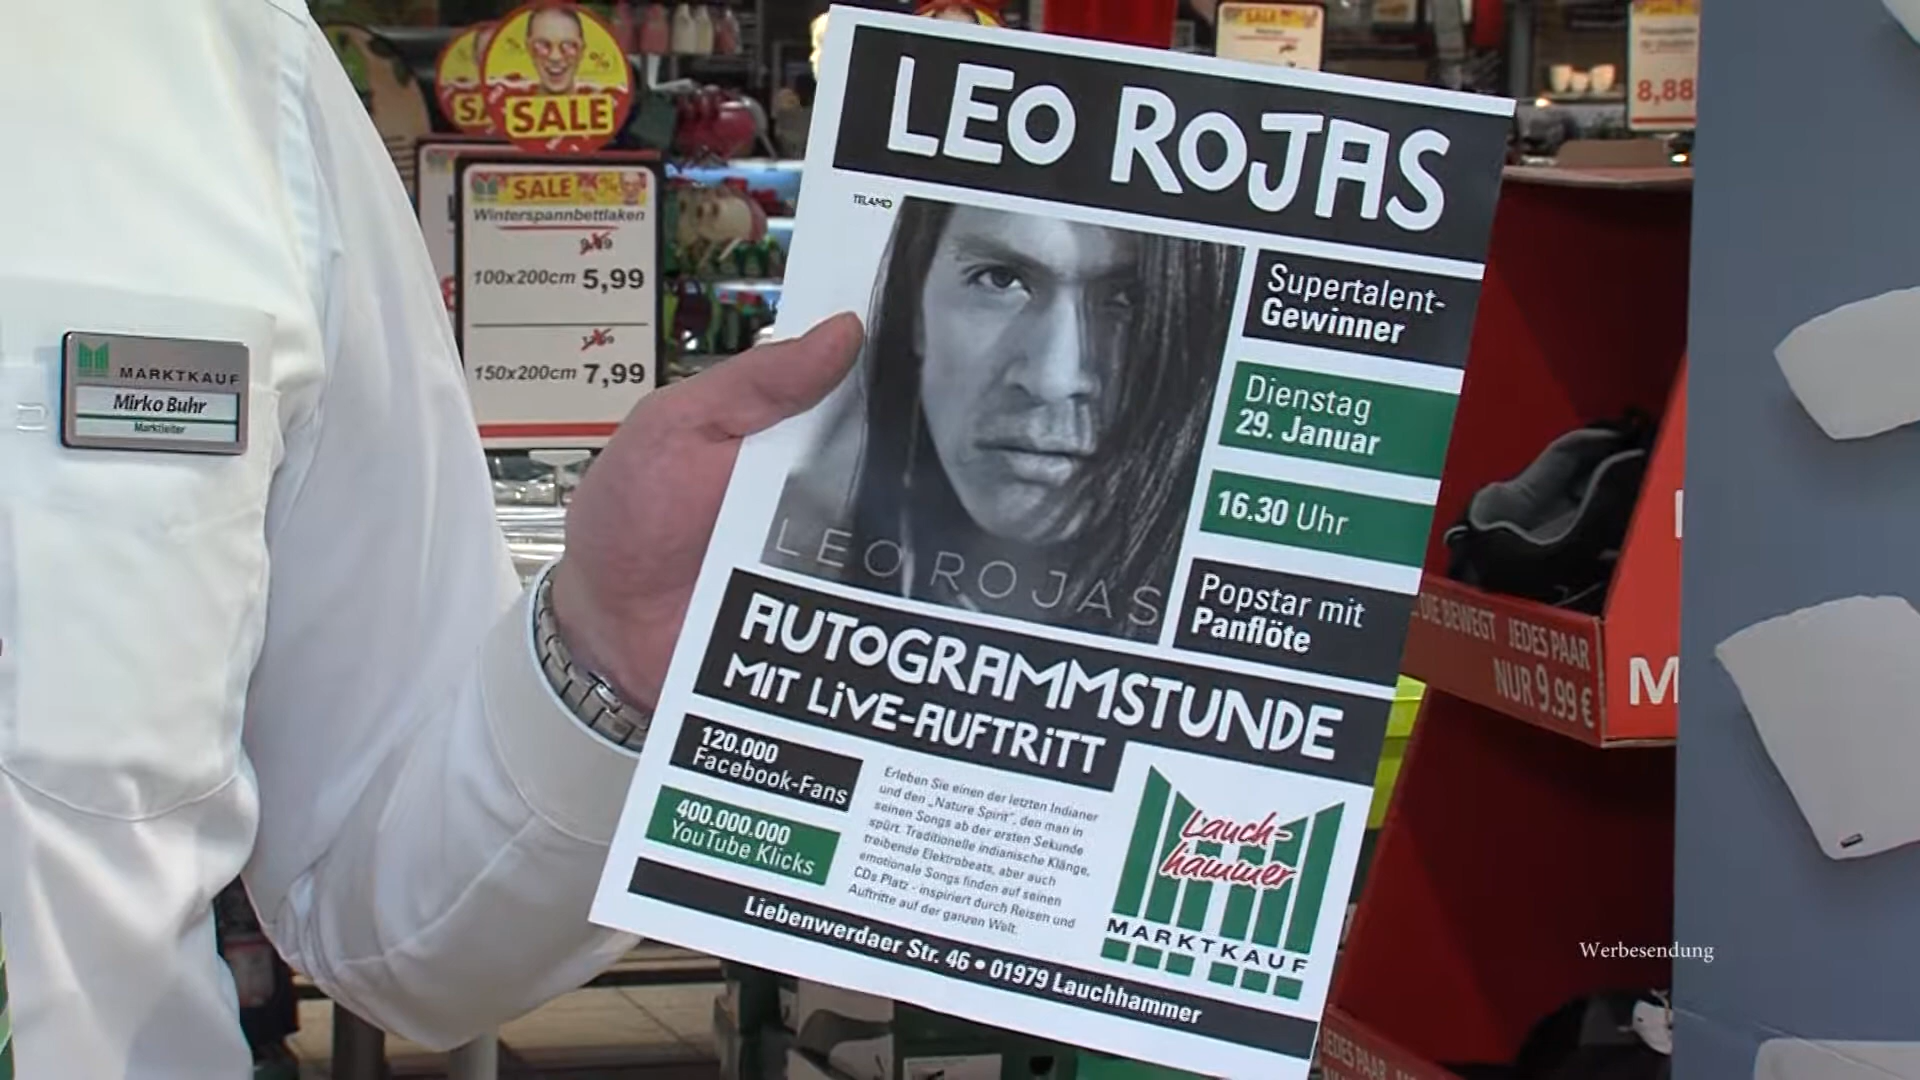 SALE
SALE
Winterspannbettlaken
100x200cm 5,99
150x200cm 7,99
MARKTKAUF
Mirko Buhr
Marktleiter
LEO ROJAS
TELAMO
Supertalent-
Gewinner
Dienstag
29. Januar
16.30 Uhr
Popstar mit
Panflöte
LEO ROJAS
AUTOGRAMMSTUNDE
MIT LiVE-AUFTRiTT
120.000
Facebook-Fans
400.000.000
YouTube Klicks
Erleben Sie einen der letzten Indianer
und den „Nature Spirit“, den man in
seinen Songs ab der ersten Sekunde
spürt. Traditionelle indianische Klänge,
treibende Elektrobeats, aber auch
emotionale Songs finden auf seinen
CDs Platz - inspiriert durch Reisen und
Auftritte auf der ganzen Welt.
Lauch-
hammer
MARKTKAUF
Liebenwerdaer Str. 46 • 01979 Lauchhammer
SALE
8,88
DIE BEWEGT JEDES PAAR
NUR 9.99 €
M
JEDES PAAR
Werbesendung